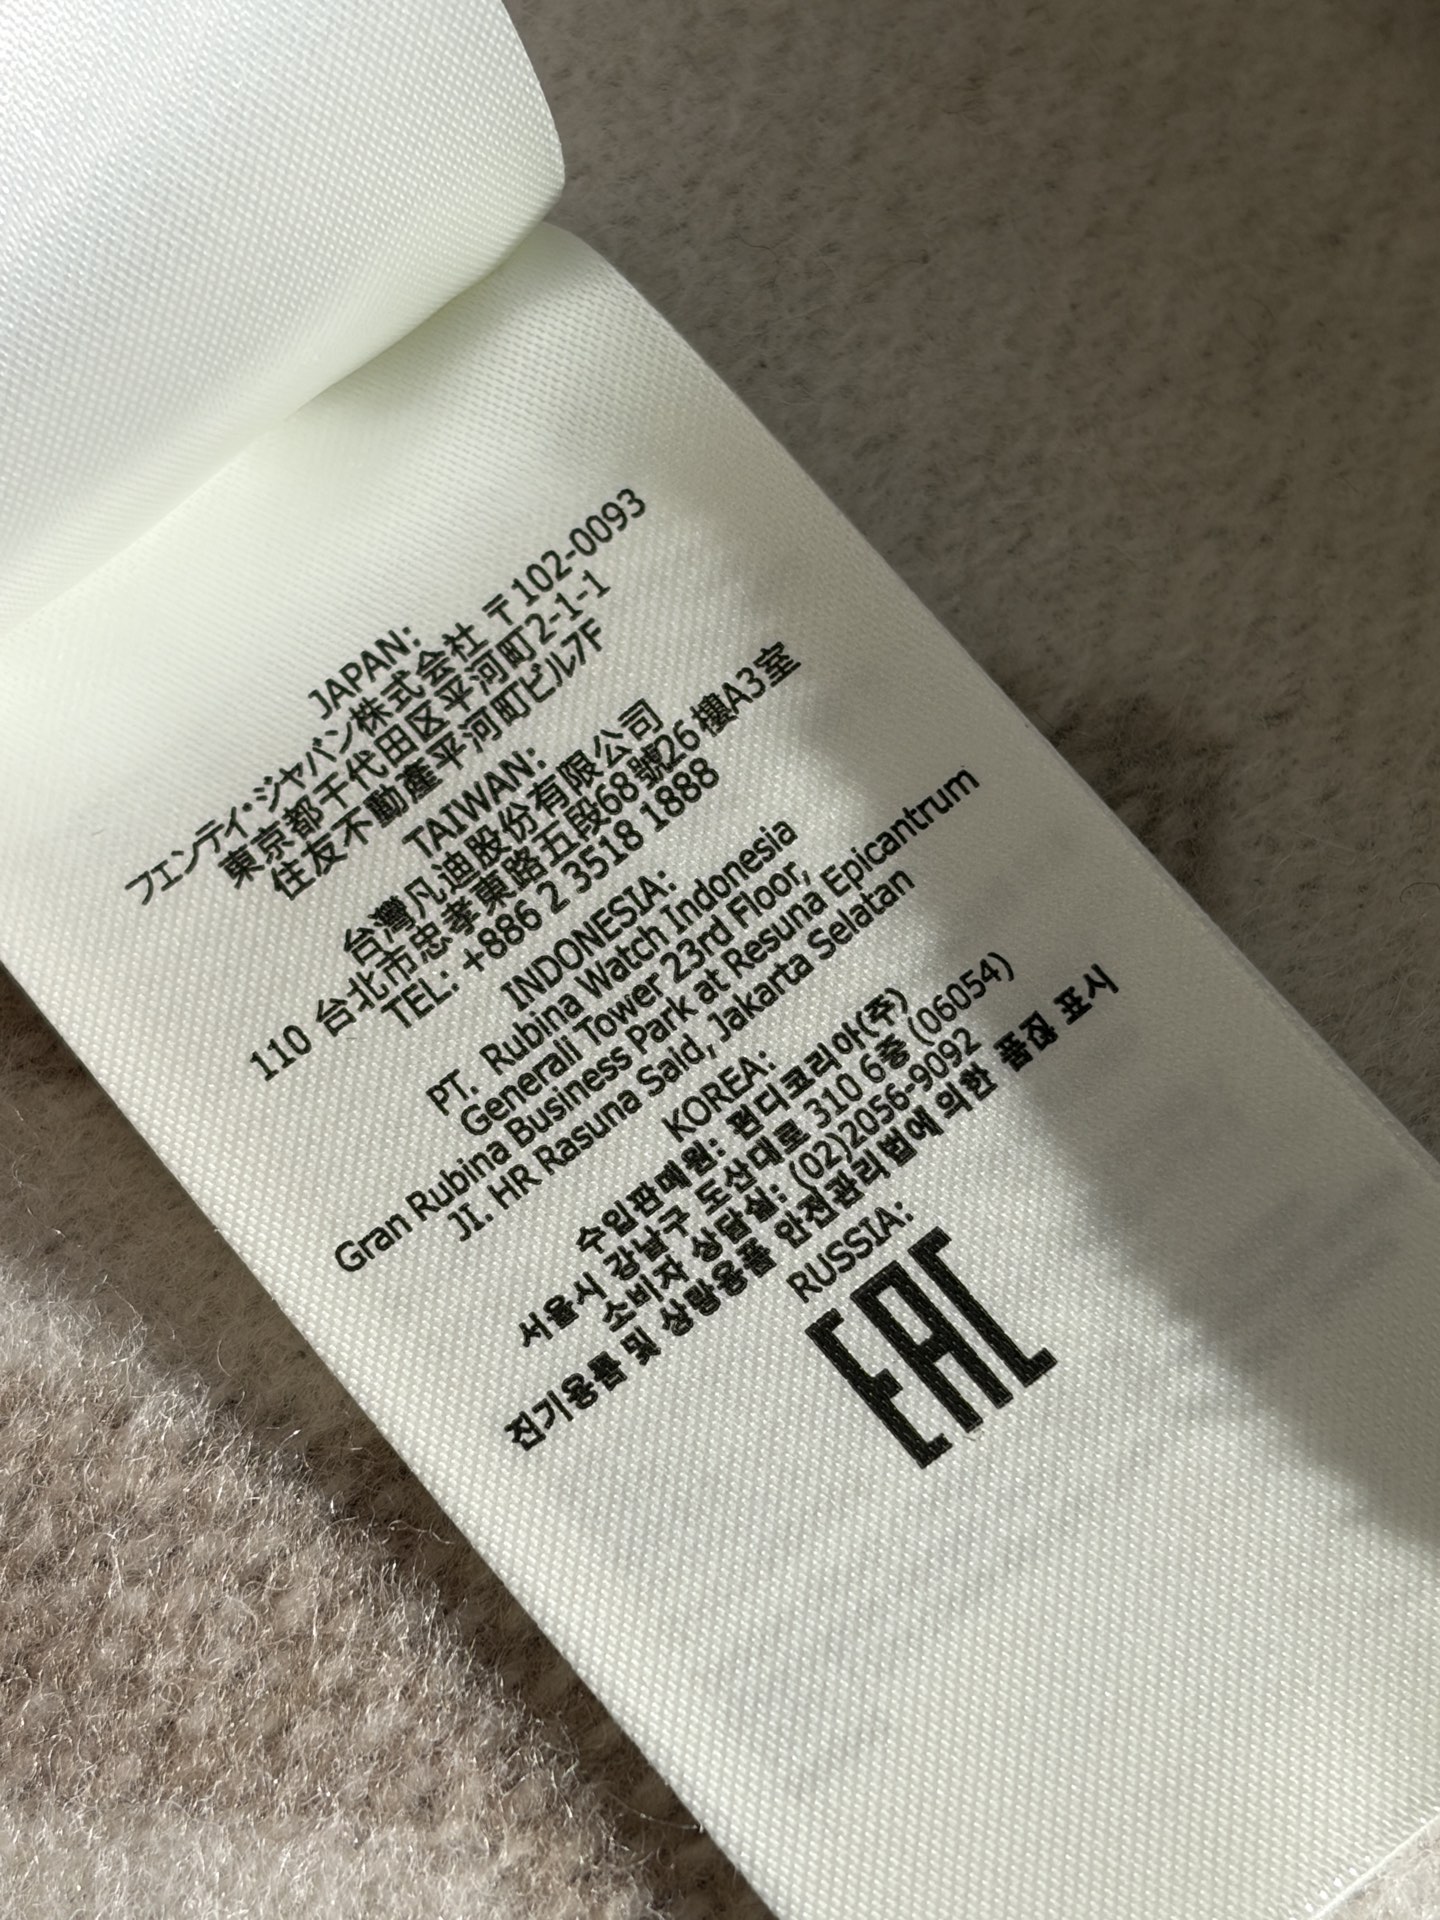 JAPAN:
フェンディ・ジャパン株式会社 〒102-0093
東京都千代田区平河町2-1-1
住友不動産平河町ビル7F
TAIWAN:
台灣凡迪股份有限公司
110 台北市忠孝東路五段68號26樓A3室
TEL: +886 2 3518 1888
INDONESIA:
PT. Rubina Watch Indonesia
Generali Tower 23rd Floor,
Gran Rubina Business Park at Resuna Epicantrum
JI. HR Rasuna Said, Jakarta Selatan
KOREA:
수입판매원: 펀디코리아(주)
서울시 강남구 도산대로 310 6층 (06054)
소비자 상담실: (02)2056-9092
전기용품 및 상활용품 안전관리법에 의한 품질 표시
RUSSIA:
EAC